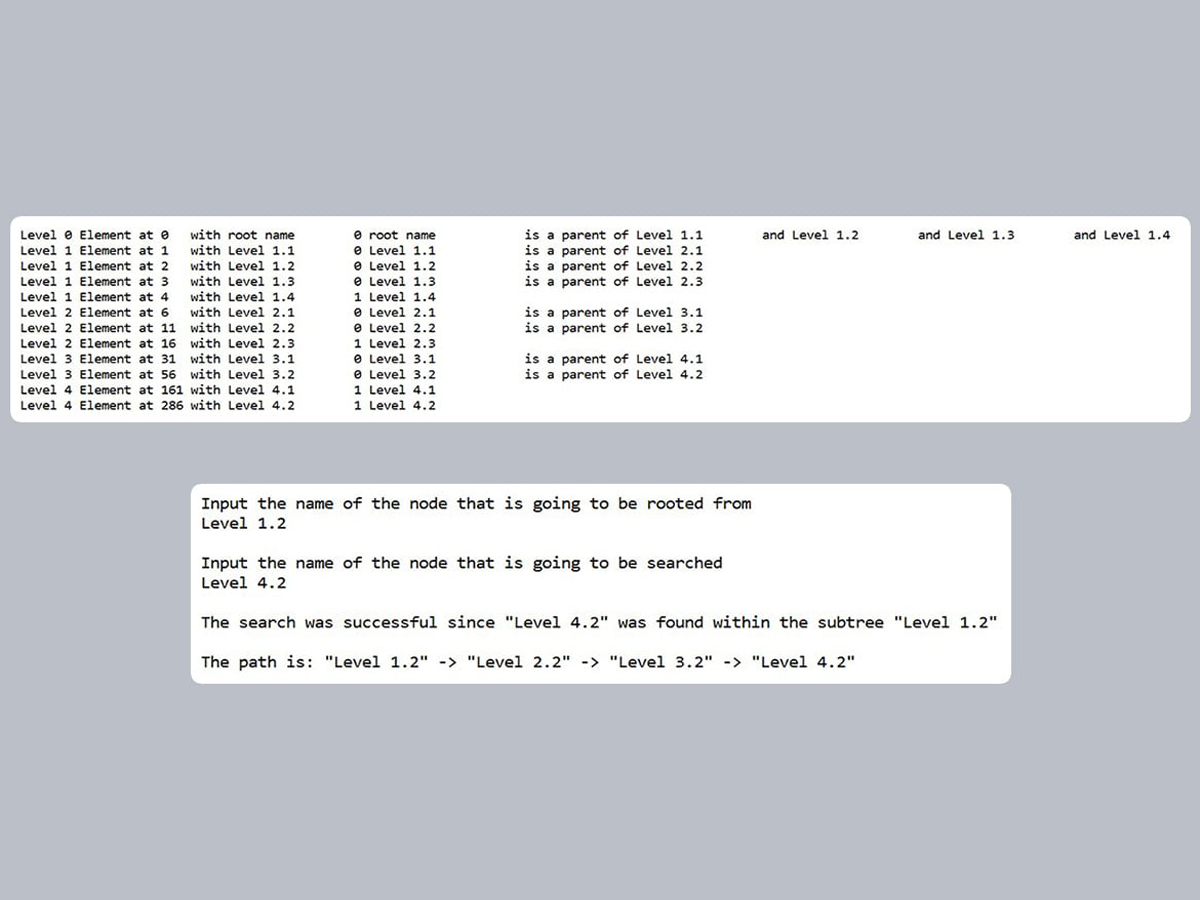 Level 0 Element at 0   with root name        0 root name            is a parent of Level 1.1        and Level 1.2        and Level 1.3        and Level 1.4
Level 1 Element at 1   with Level 1.1        0 Level 1.1            is a parent of Level 2.1
Level 1 Element at 2   with Level 1.2        0 Level 1.2            is a parent of Level 2.2
Level 1 Element at 3   with Level 1.3        0 Level 1.3            is a parent of Level 2.3
Level 1 Element at 4   with Level 1.4        1 Level 1.4
Level 2 Element at 6   with Level 2.1        0 Level 2.1            is a parent of Level 3.1
Level 2 Element at 11  with Level 2.2        0 Level 2.2            is a parent of Level 3.2
Level 2 Element at 16  with Level 2.3        1 Level 2.3
Level 3 Element at 31  with Level 3.1        0 Level 3.1            is a parent of Level 4.1
Level 3 Element at 56  with Level 3.2        0 Level 3.2            is a parent of Level 4.2
Level 4 Element at 161 with Level 4.1        1 Level 4.1
Level 4 Element at 286 with Level 4.2        1 Level 4.2
Input the name of the node that is going to be rooted from
Level 1.2
Input the name of the node that is going to be searched
Level 4.2
The search was successful since "Level 4.2" was found within the subtree "Level 1.2"
The path is: "Level 1.2" -> "Level 2.2" -> "Level 3.2" -> "Level 4.2"